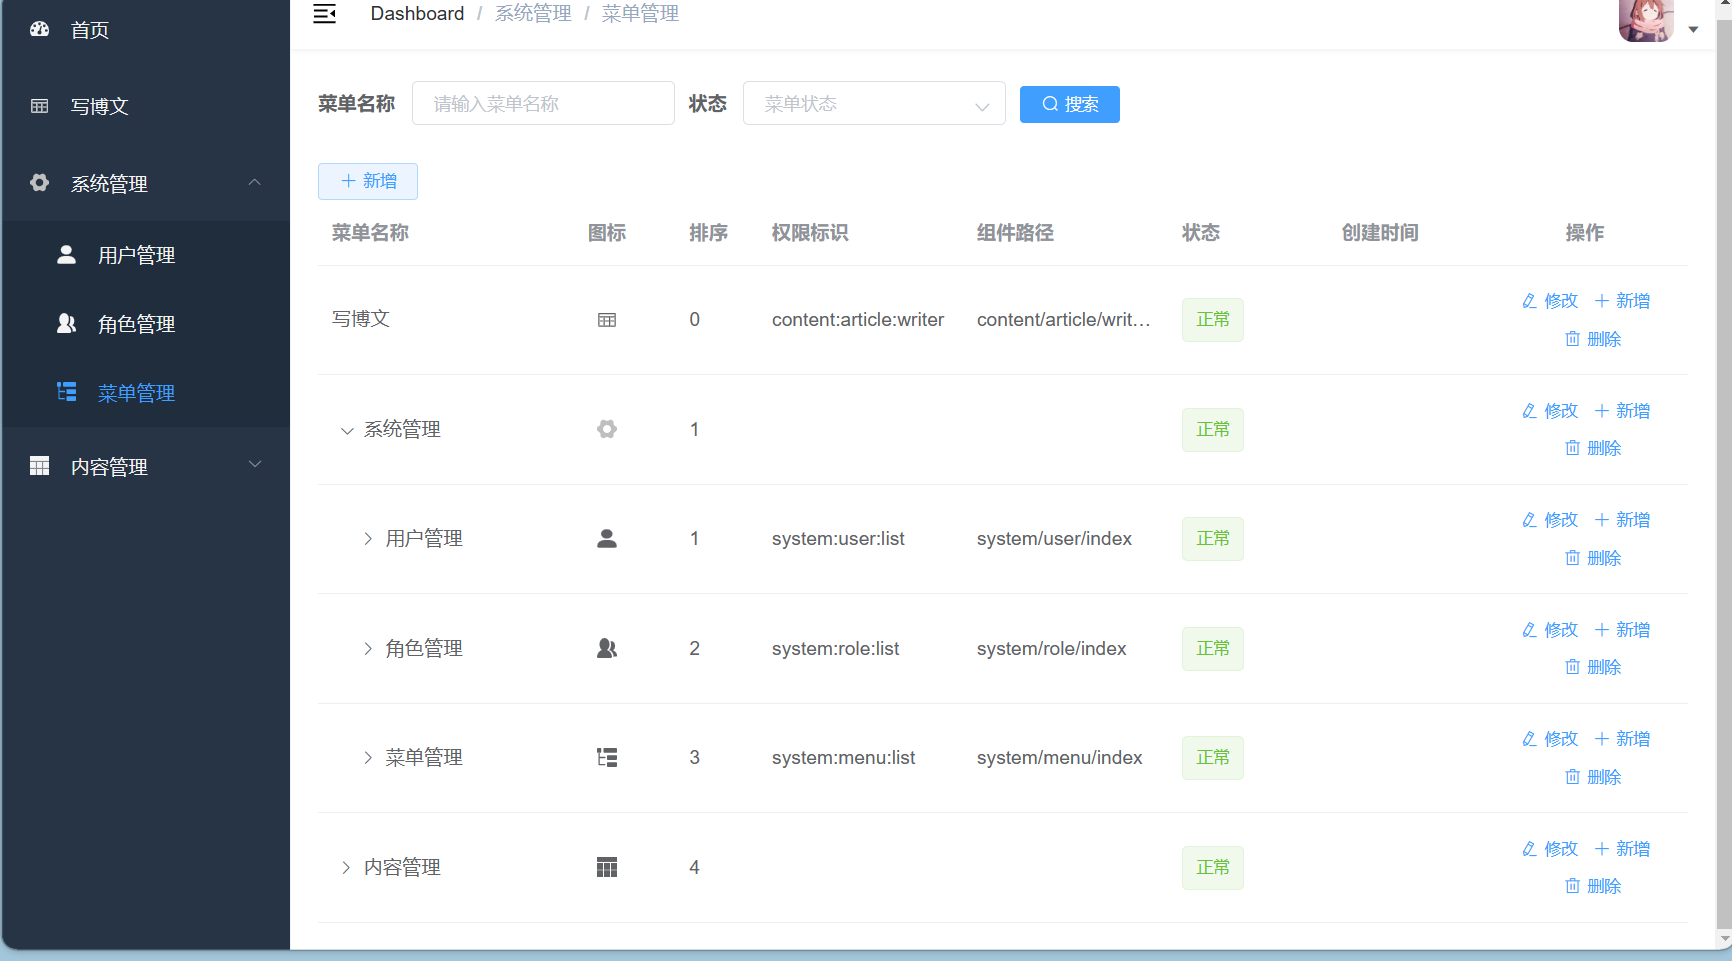 首页
写博文
系统管理
用户管理
角色管理
菜单管理
内容管理
Dashboard / 系统管理 / 菜单管理
菜单名称 请输入菜单名称 状态 菜单状态 搜索
新增
菜单名称 图标 排序 权限标识 组件路径 状态 创建时间 操作
写博文 0 content:article:writer content/article/writ... 正常 修改 新增
删除
系统管理 1 正常 修改 新增
删除
用户管理 1 system:user:list system/user/index 正常 修改 新增
删除
角色管理 2 system:role:list system/role/index 正常 修改 新增
删除
菜单管理 3 system:menu:list system/menu/index 正常 修改 新增
删除
内容管理 4 正常 修改 新增
删除